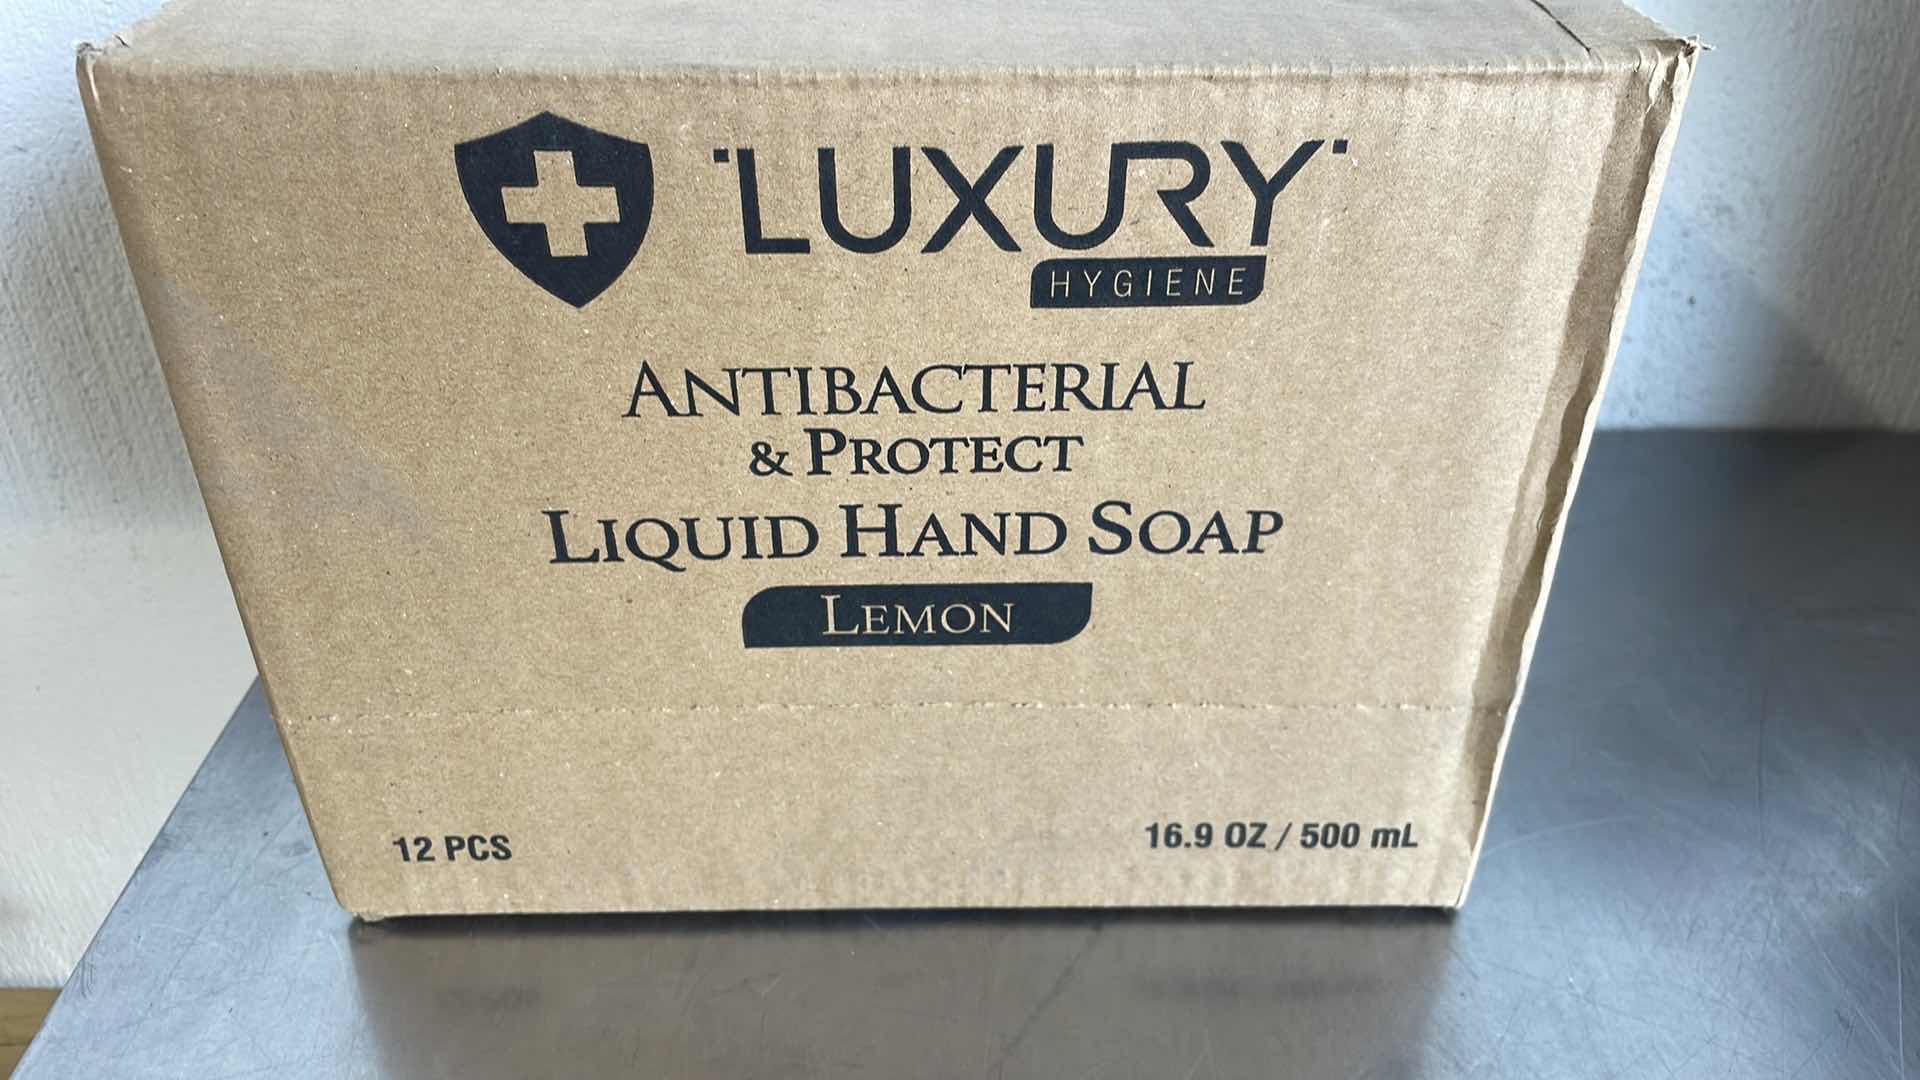 LUXURY
HYGIENE
ANTIBACTERIAL
& PROTECT
LIQUID HAND SOAP
LEMON
12 PCS
16.9 OZ / 500 mL